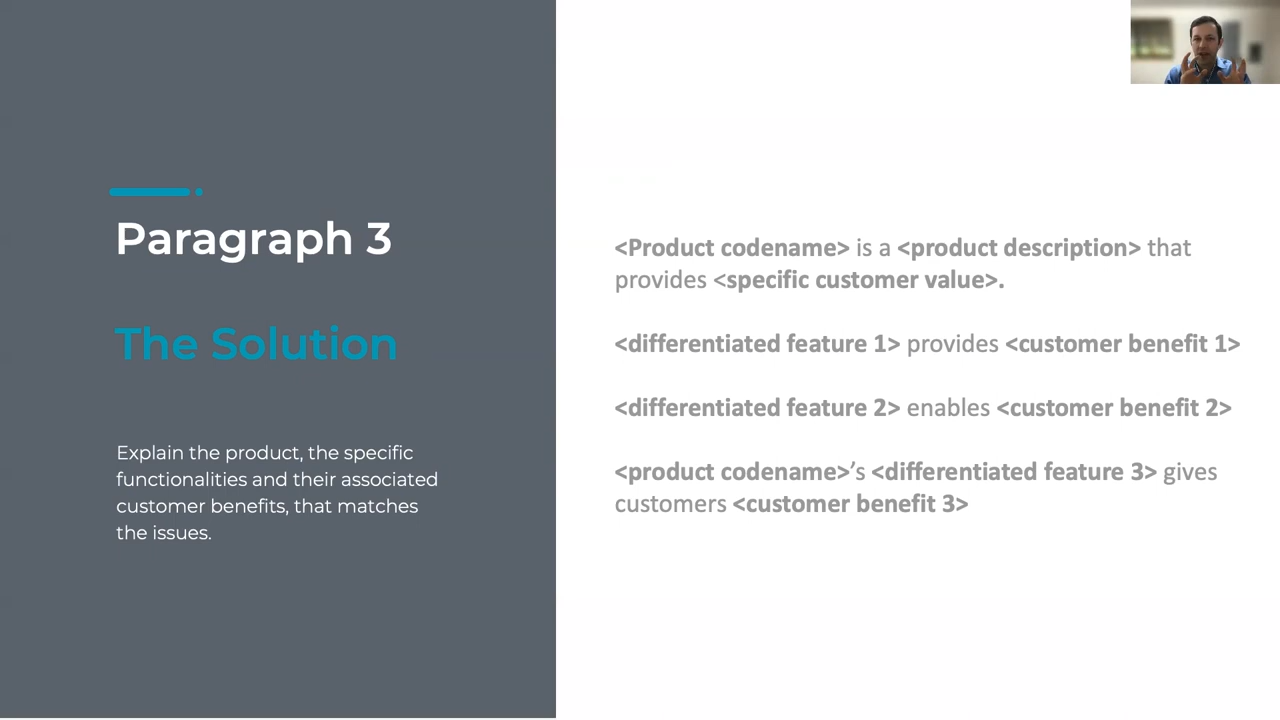 Paragraph 3
The Solution
Explain the product, the specific
functionalities and their associated
customer benefits, that matches
the issues.
<Product codename> is a <product description> that
provides <specific customer value>.
<differentiated feature 1> provides <customer benefit 1>
<differentiated feature 2> enables <customer benefit 2>
<product codename>’s <differentiated feature 3> gives
customers <customer benefit 3>